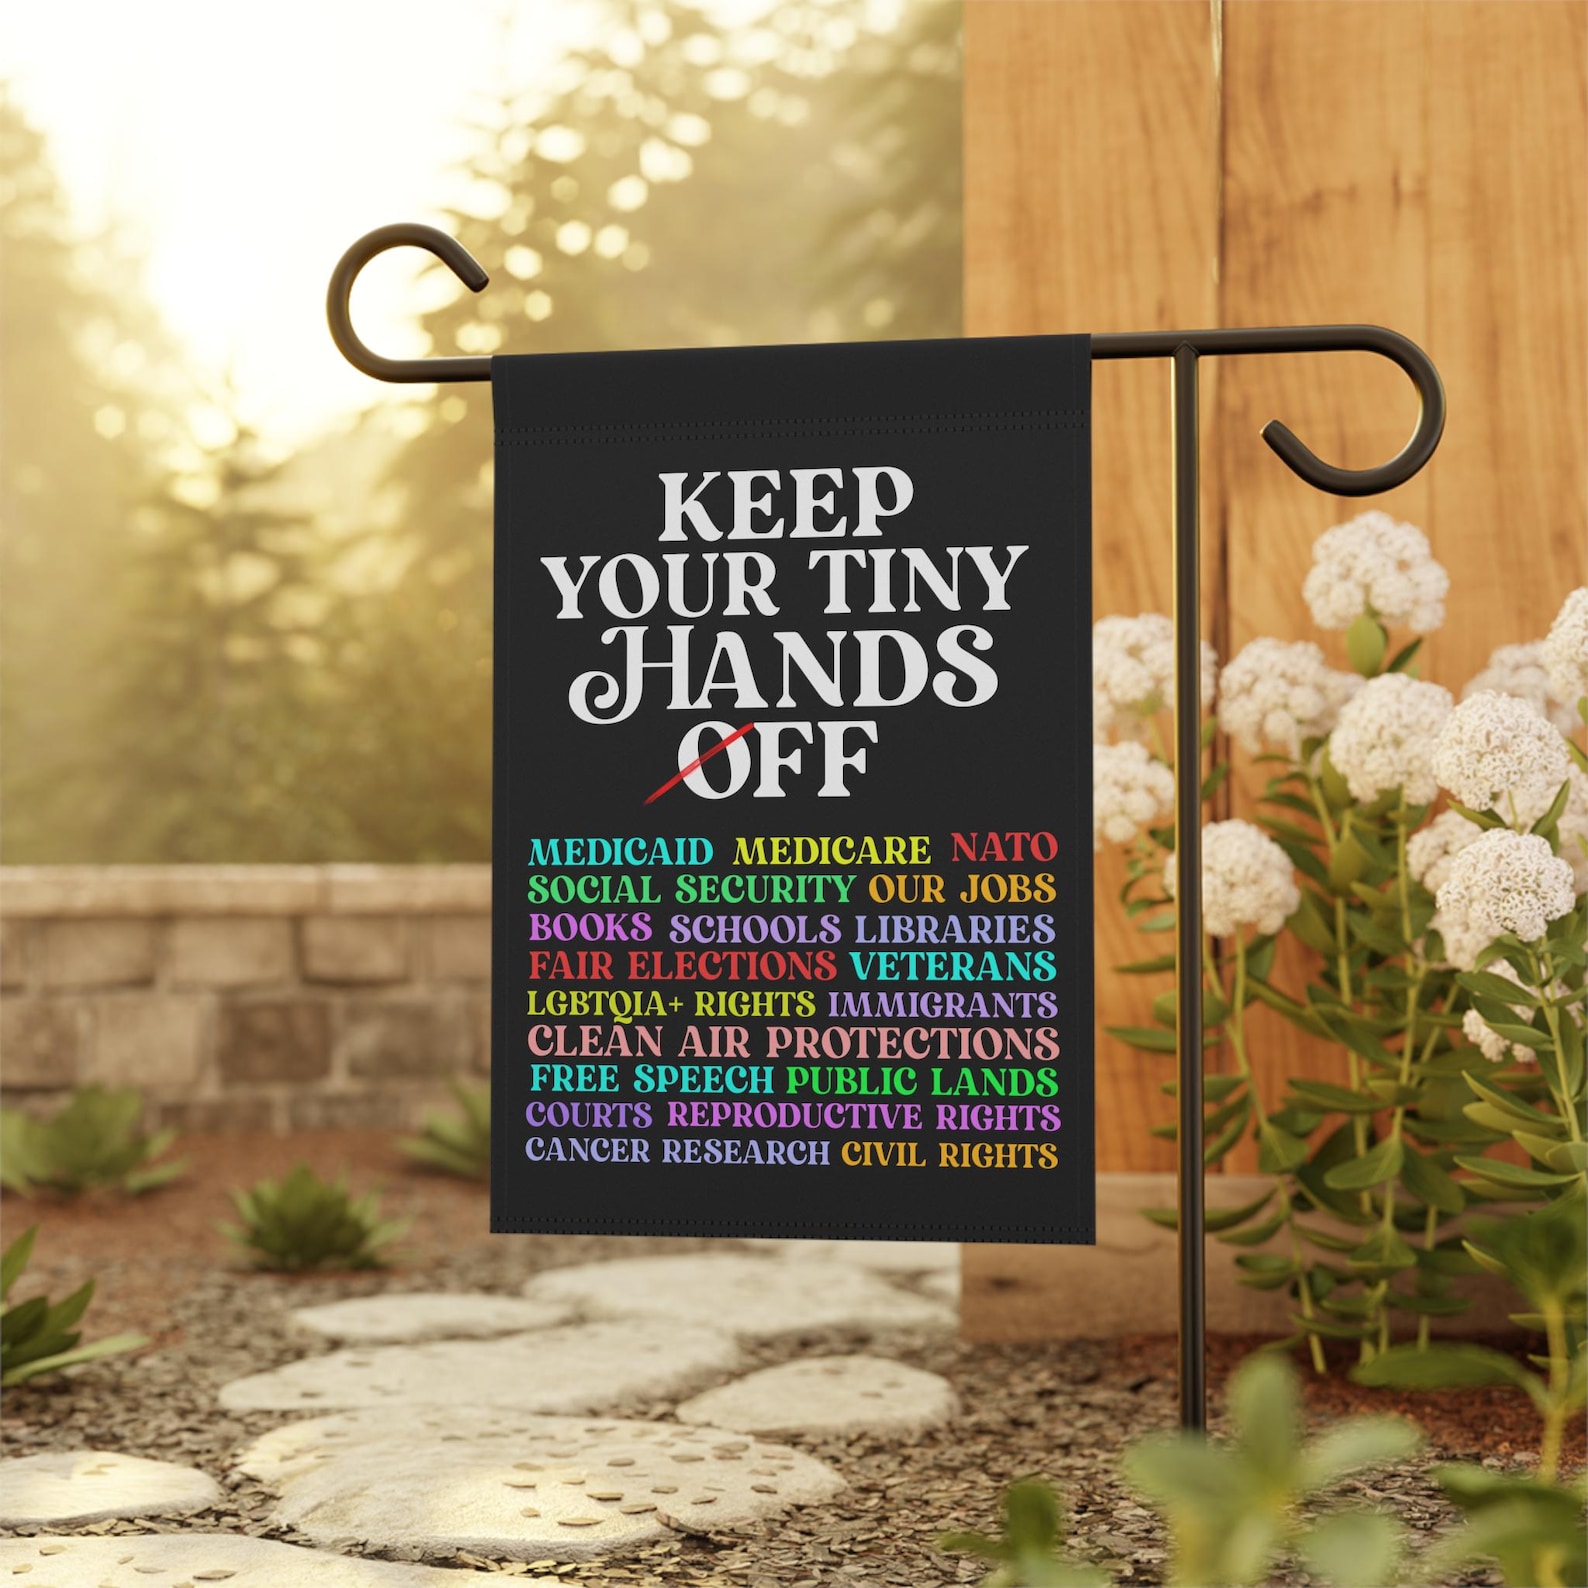 KEEP
YOUR TINY
HANDS
OFF
MEDICAID MEDICARE NATO
SOCIAL SECURITY OUR JOBS
BOOKS SCHOOLS LIBRARIES
FAIR ELECTIONS VETERANS
LGBTQIA+ RIGHTS IMMIGRANTS
CLEAN AIR PROTECTIONS
FREE SPEECH PUBLIC LANDS
COURTS REPRODUCTIVE RIGHTS
CANCER RESEARCH CIVIL RIGHTS